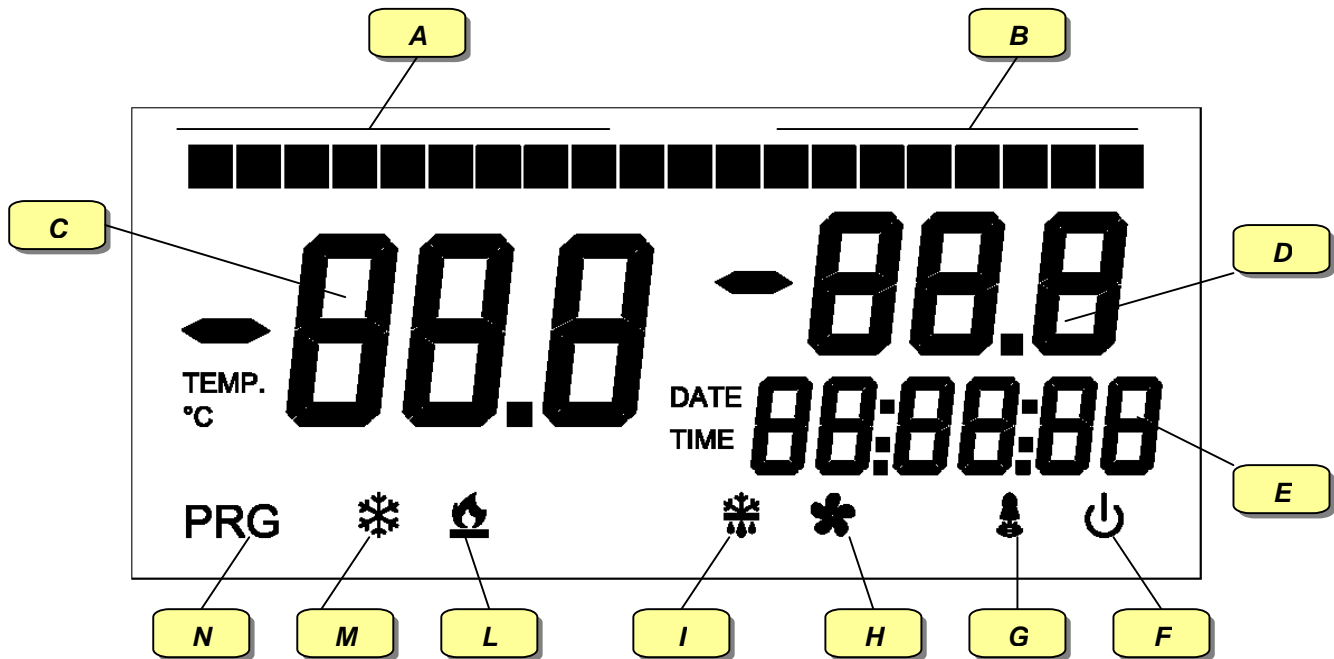 A B
C
-88.8
-88.8
D
TEMP.
°C
DATE
TIME
88:88:88
E
PRG
N M L I H G F